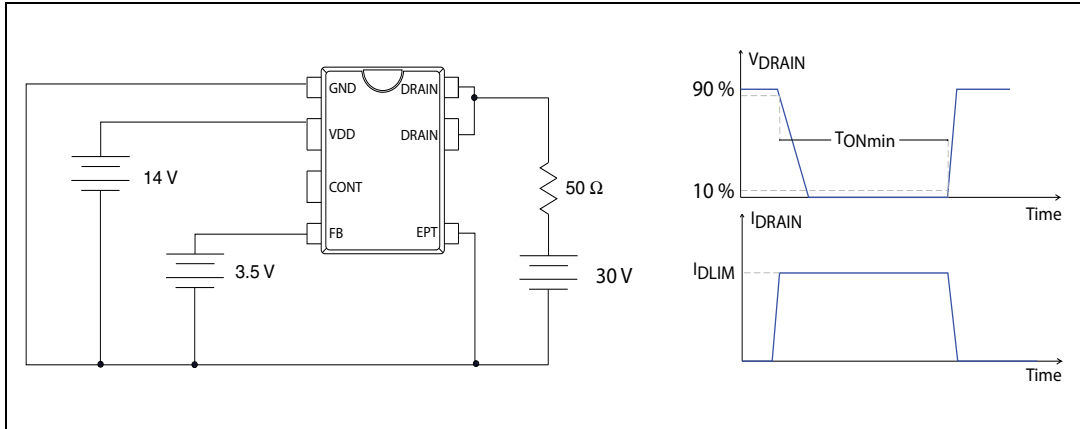 GND
DRAIN
VDD
DRAIN
CONT
FB
EPT
14 V
3.5 V
50 Ω
30 V
VDRAIN
90 %
TONmin
10 %
Time
IDRAIN
IDLIM
Time